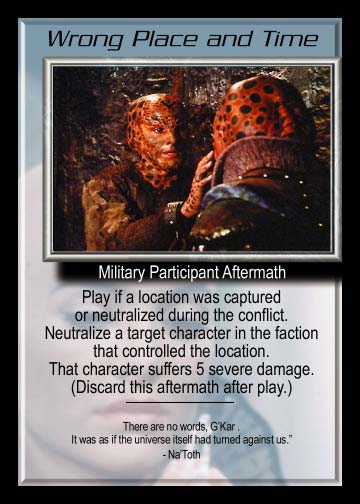 Wrong Place and Time
Military Participant Aftermath
Play if a location was captured
or neutralized during the conflict.
Neutralize a target character in the faction
that controlled the location.
That character suffers 5 severe damage.
(Discard this aftermath after play.)
There are no words, G'Kar .
It was as if the universe itself had turned against us."
- Na'Toth